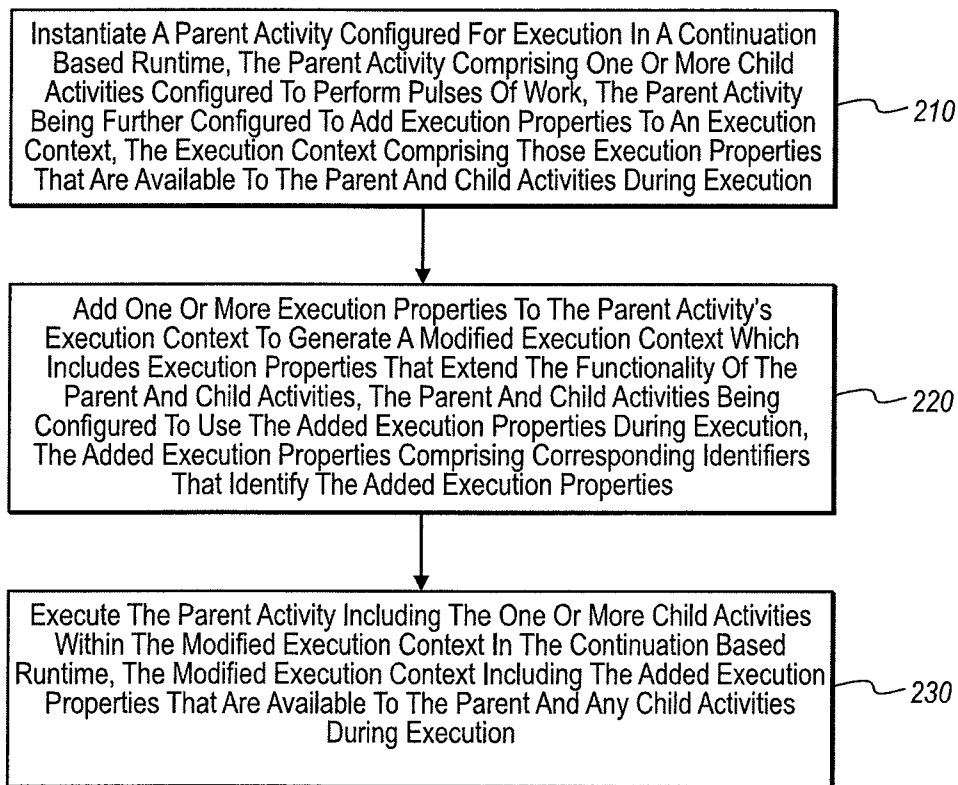 Instantiate A Parent Activity Configured For Execution In A Continuation
Based Runtime, The Parent Activity Comprising One Or More Child
Activities Configured To Perform Pulses Of Work, The Parent Activity
Being Further Configured To Add Execution Properties To An Execution
Context, The Execution Context Comprising Those Execution Properties
That Are Available To The Parent And Child Activities During Execution
210
Add One Or More Execution Properties To The Parent Activity's
Execution Context To Generate A Modified Execution Context Which
Includes Execution Properties That Extend The Functionality Of The
Parent And Child Activities, The Parent And Child Activities Being
Configured To Use The Added Execution Properties During Execution,
The Added Execution Properties Comprising Corresponding Identifiers
That Identify The Added Execution Properties
220
Execute The Parent Activity Including The One Or More Child Activities
Within The Modified Execution Context In The Continuation Based
Runtime, The Modified Execution Context Including The Added Execution
Properties That Are Available To The Parent And Any Child Activities
During Execution
230